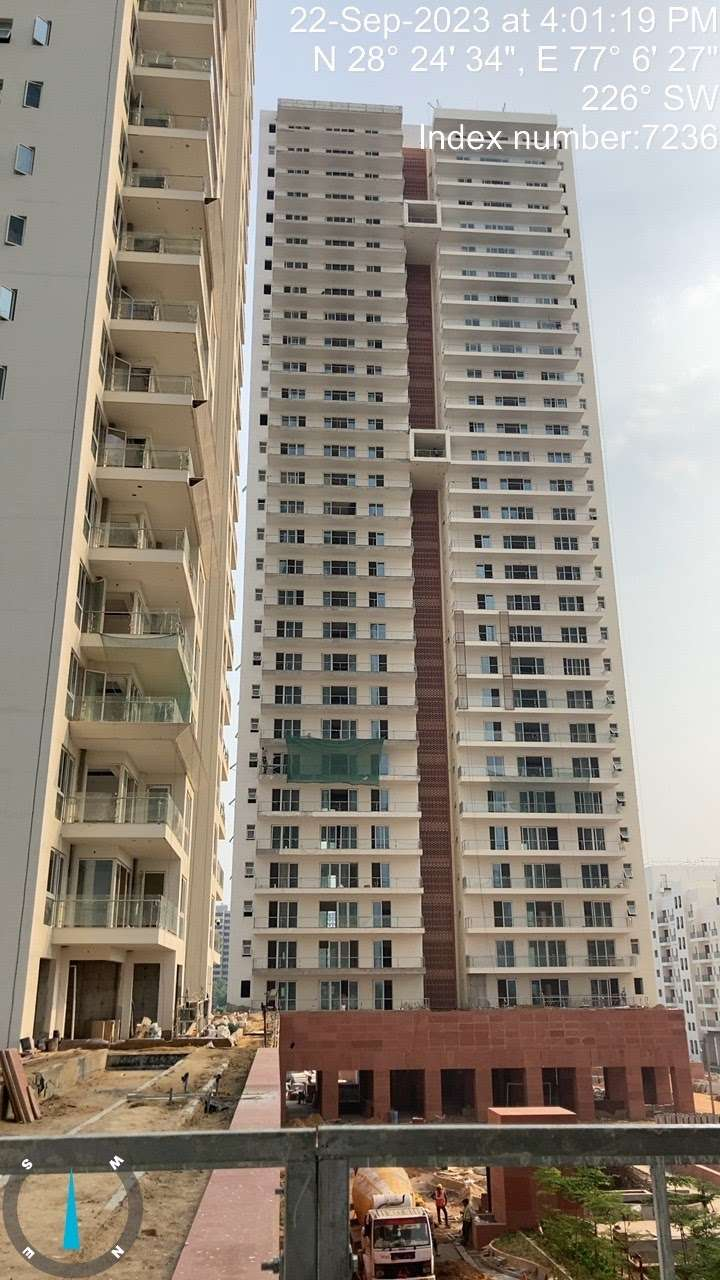 22-Sep-2023 at 4:01:19 PM
N 28° 24' 34", E 77° 6' 27"
226° SW
Index number:7236
S
W
E
N